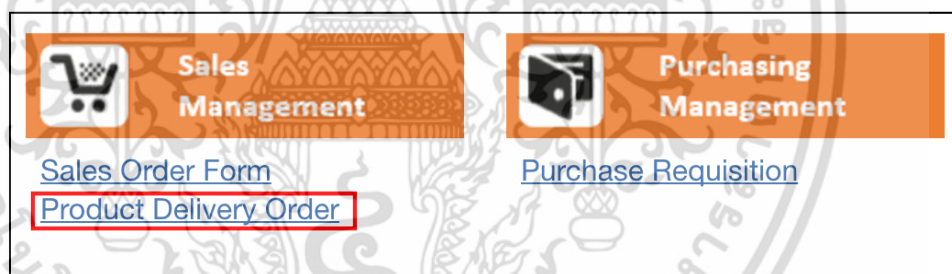 Sales
Management
Purchasing
Management
Sales Order Form
Purchase Requisition
Product Delivery Order